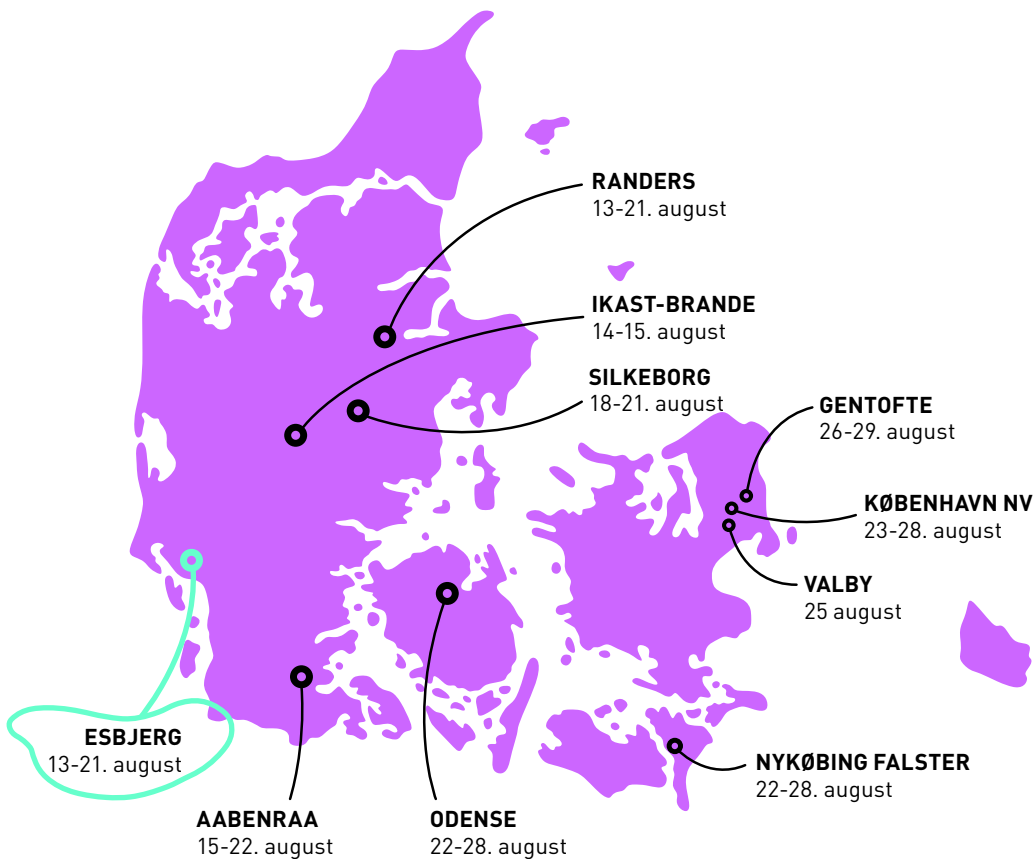 RANDERS
13-21. august
IKAST-BRANDE
14-15. august
SILKEBORG
18-21. august
GENTOFTE
26-29. august
KØBENHAVN NV
23-28. august
VALBY
25 august
ESBJERG
13-21. august
NYKØBING FALSTER
22-28. august
AABENRAA
15-22. august
ODENSE
22-28. august